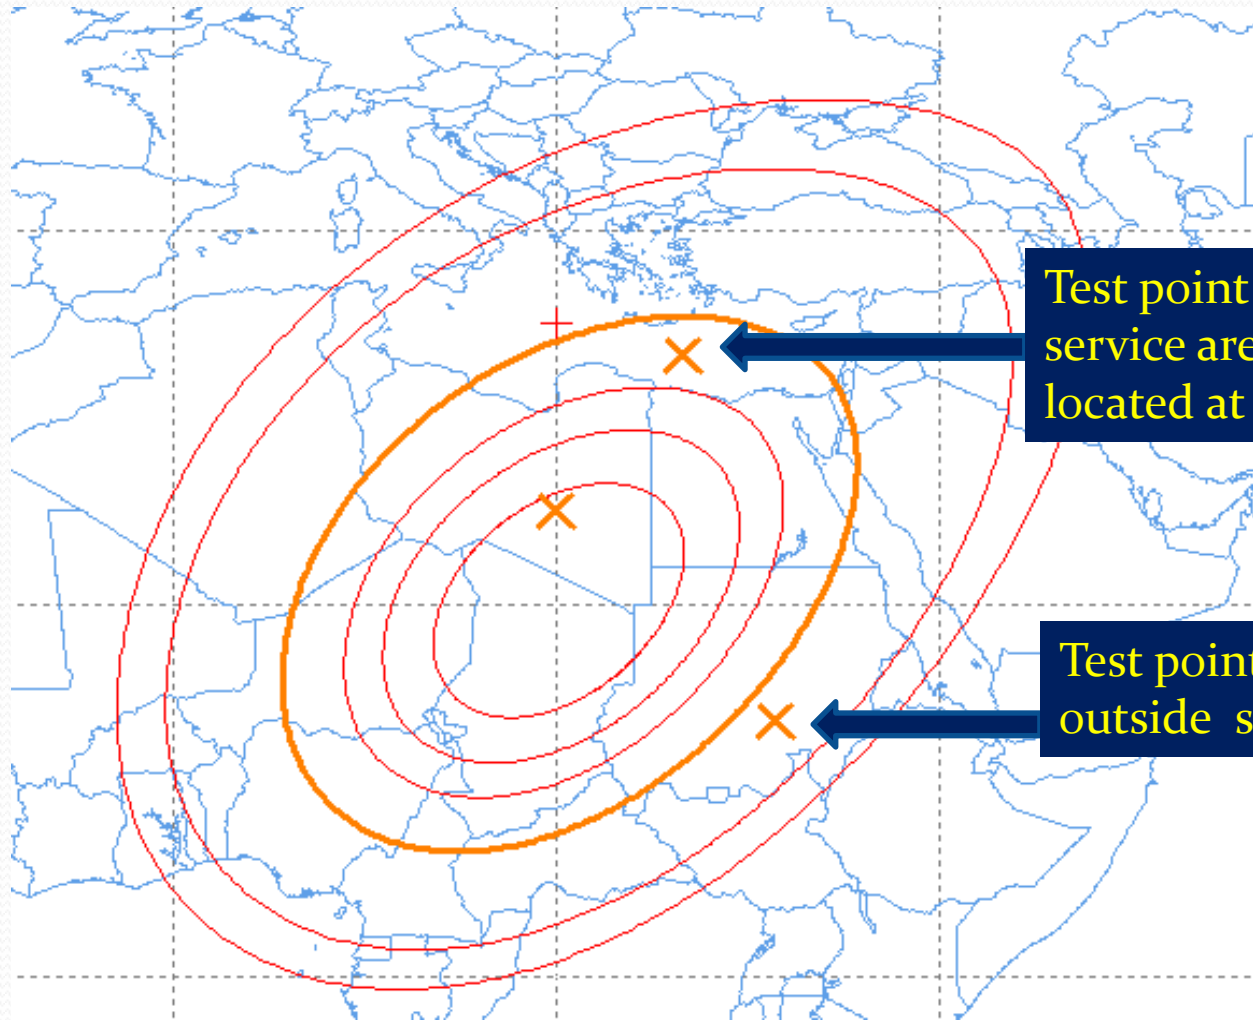 Test point
service are
located at
Test point
outside s